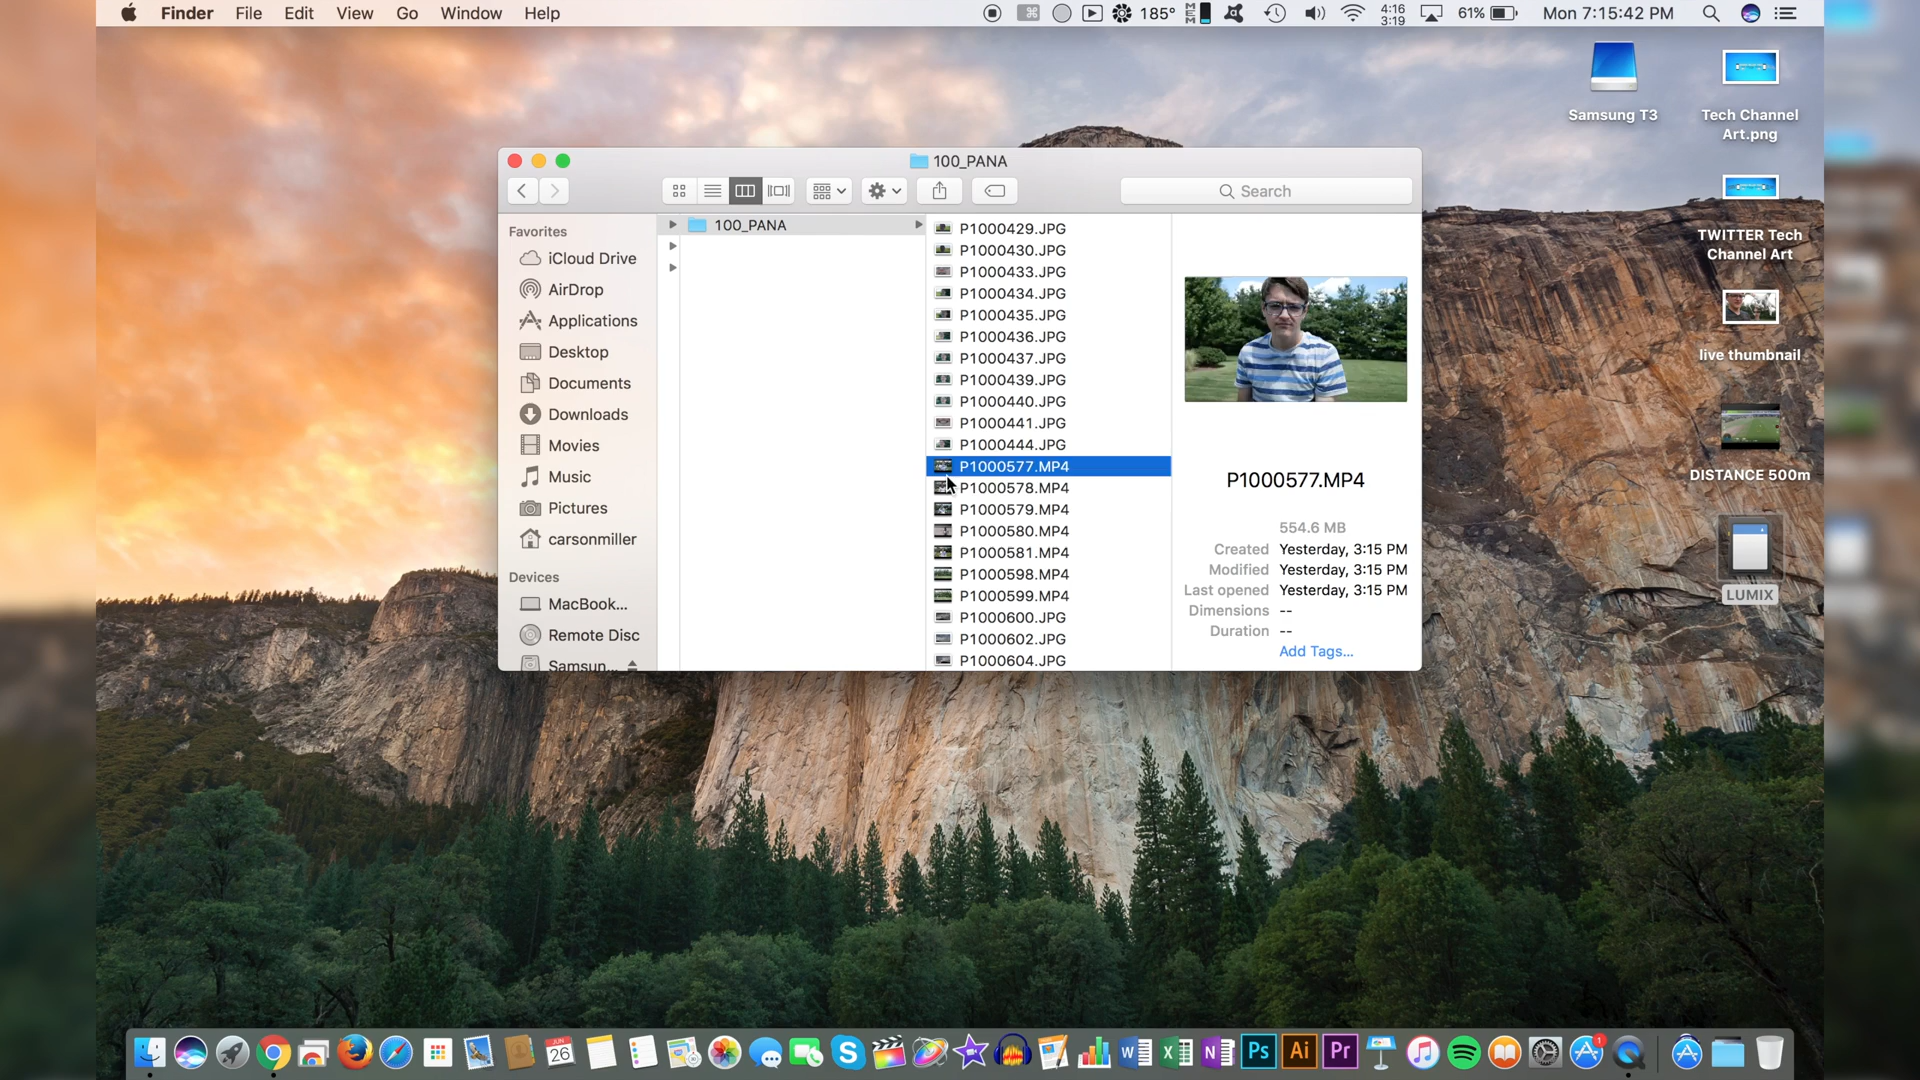 Finder File Edit View Go Window Help
185° 4:16 3:19 61% Mon 7:15:42 PM
Samsung T3
Tech Channel
Art.png
TWITTER Tech
Channel Art
live thumbnail
DISTANCE 500m
LUMIX
100_PANA
Search
Favorites
iCloud Drive
AirDrop
Applications
Desktop
Documents
Downloads
Movies
Music
Pictures
carsonmiller
Devices
MacBook...
Remote Disc
Samsun...
100_PANA
P1000429.JPG
P1000430.JPG
P1000433.JPG
P1000434.JPG
P1000435.JPG
P1000436.JPG
P1000437.JPG
P1000439.JPG
P1000440.JPG
P1000441.JPG
P1000444.JPG
P1000577.MP4
P1000578.MP4
P1000579.MP4
P1000580.MP4
P1000581.MP4
P1000598.MP4
P1000599.MP4
P1000600.JPG
P1000602.JPG
P1000604.JPG
P1000577.MP4
554.6 MB
Created Yesterday, 3:15 PM
Modified Yesterday, 3:15 PM
Last opened Yesterday, 3:15 PM
Dimensions --
Duration --
Add Tags...
JUN
26
W X N Ps Ai Pr 1